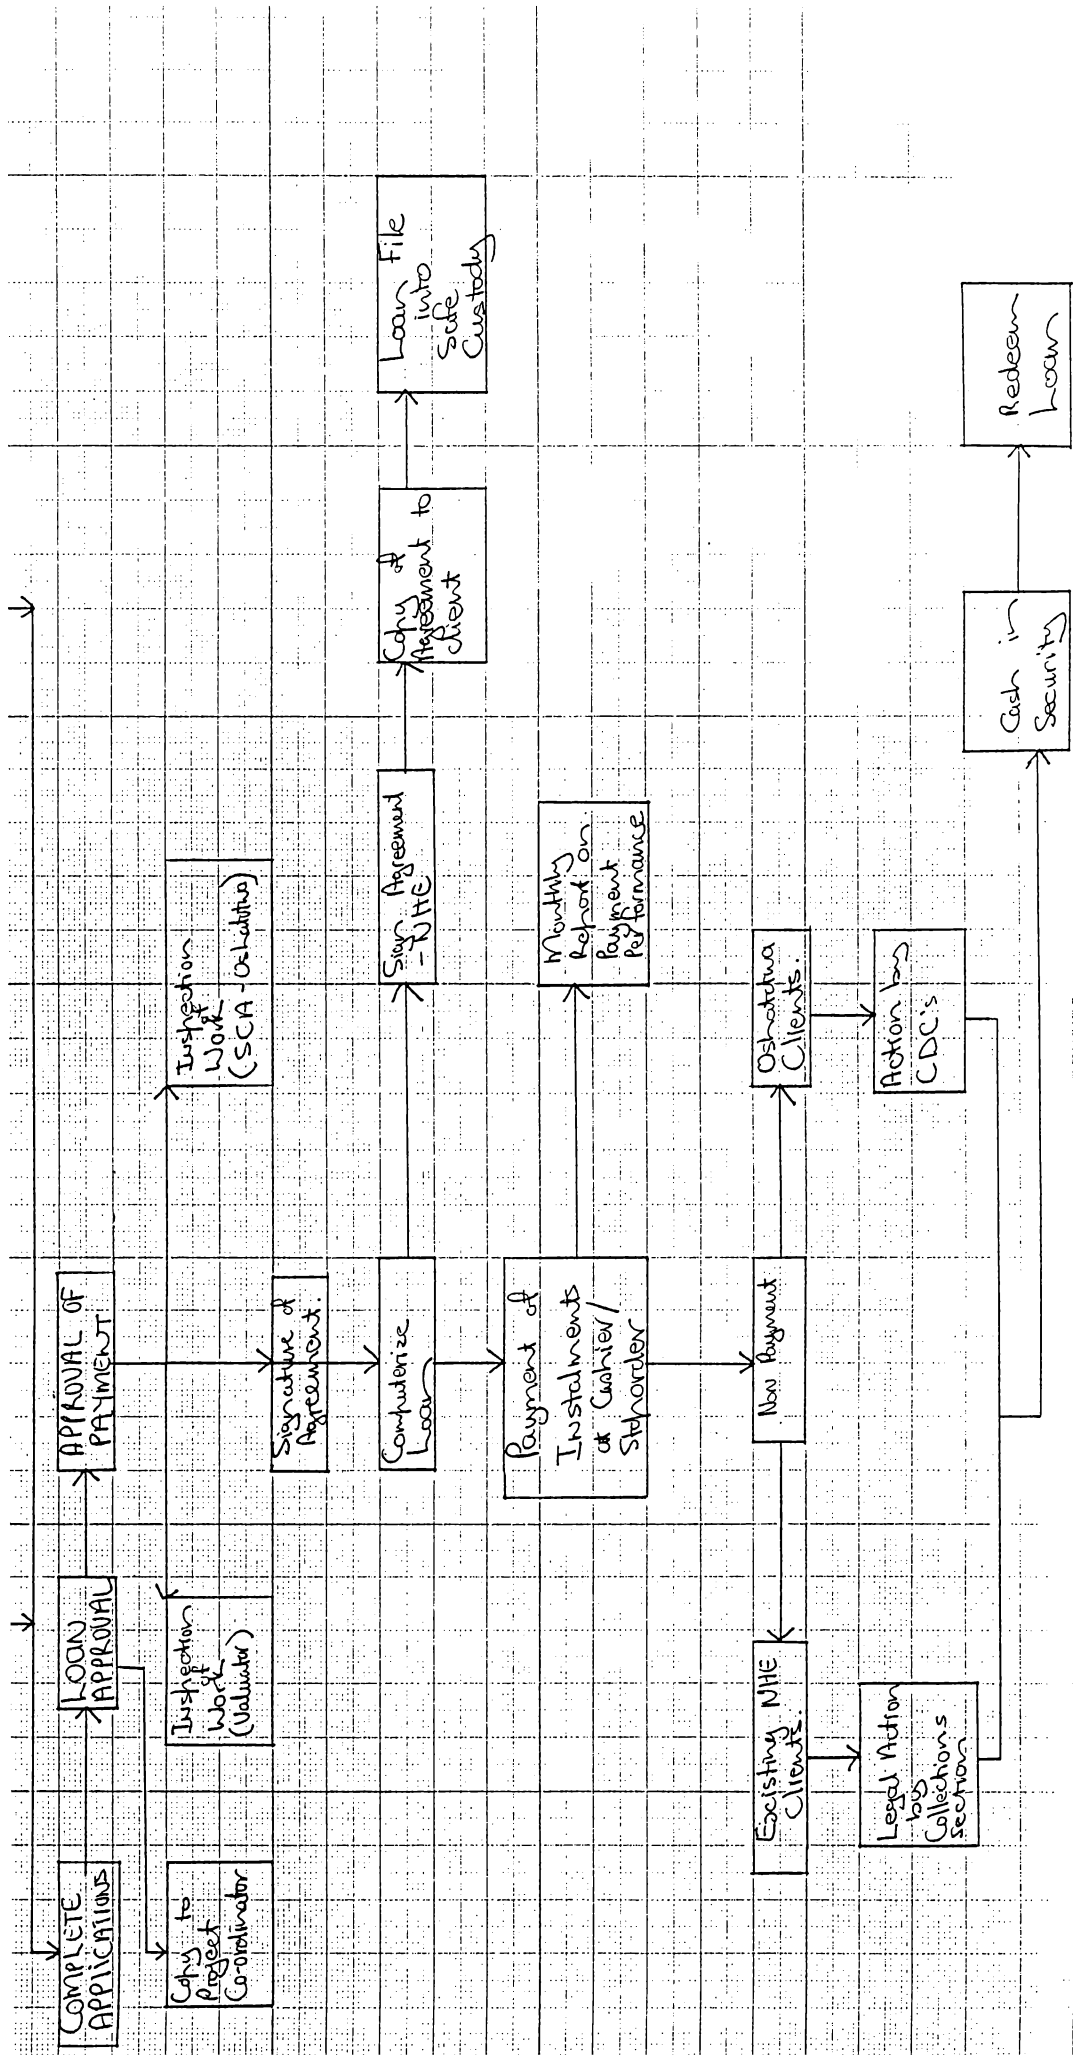 COMPLETE
APPLICATIONS
LOAN
APPROVAL
APPROVAL OF
PAYMENT
Copy to
Project
Co-ordinator
Inspection
of
Work
(Valuator)
Inspection
of
Work
(SCA-Oshatotwa)
Signature of
Agreement.
Computerize
Loan
Sign Agreement
-NHE
Copy of
Agreement to
Client
Loan File
into
Safe
Custody
Payment of
Instalments
at Cashier/
Stoporder
Monthly
Report on
Payment
Performance
Non Payment
Existing NHE
Clients.
Oshatotwa
Clients.
Legal Action
by
Collections
Section
Action by
CDC's
Cash in
Security
Redeem
Loan